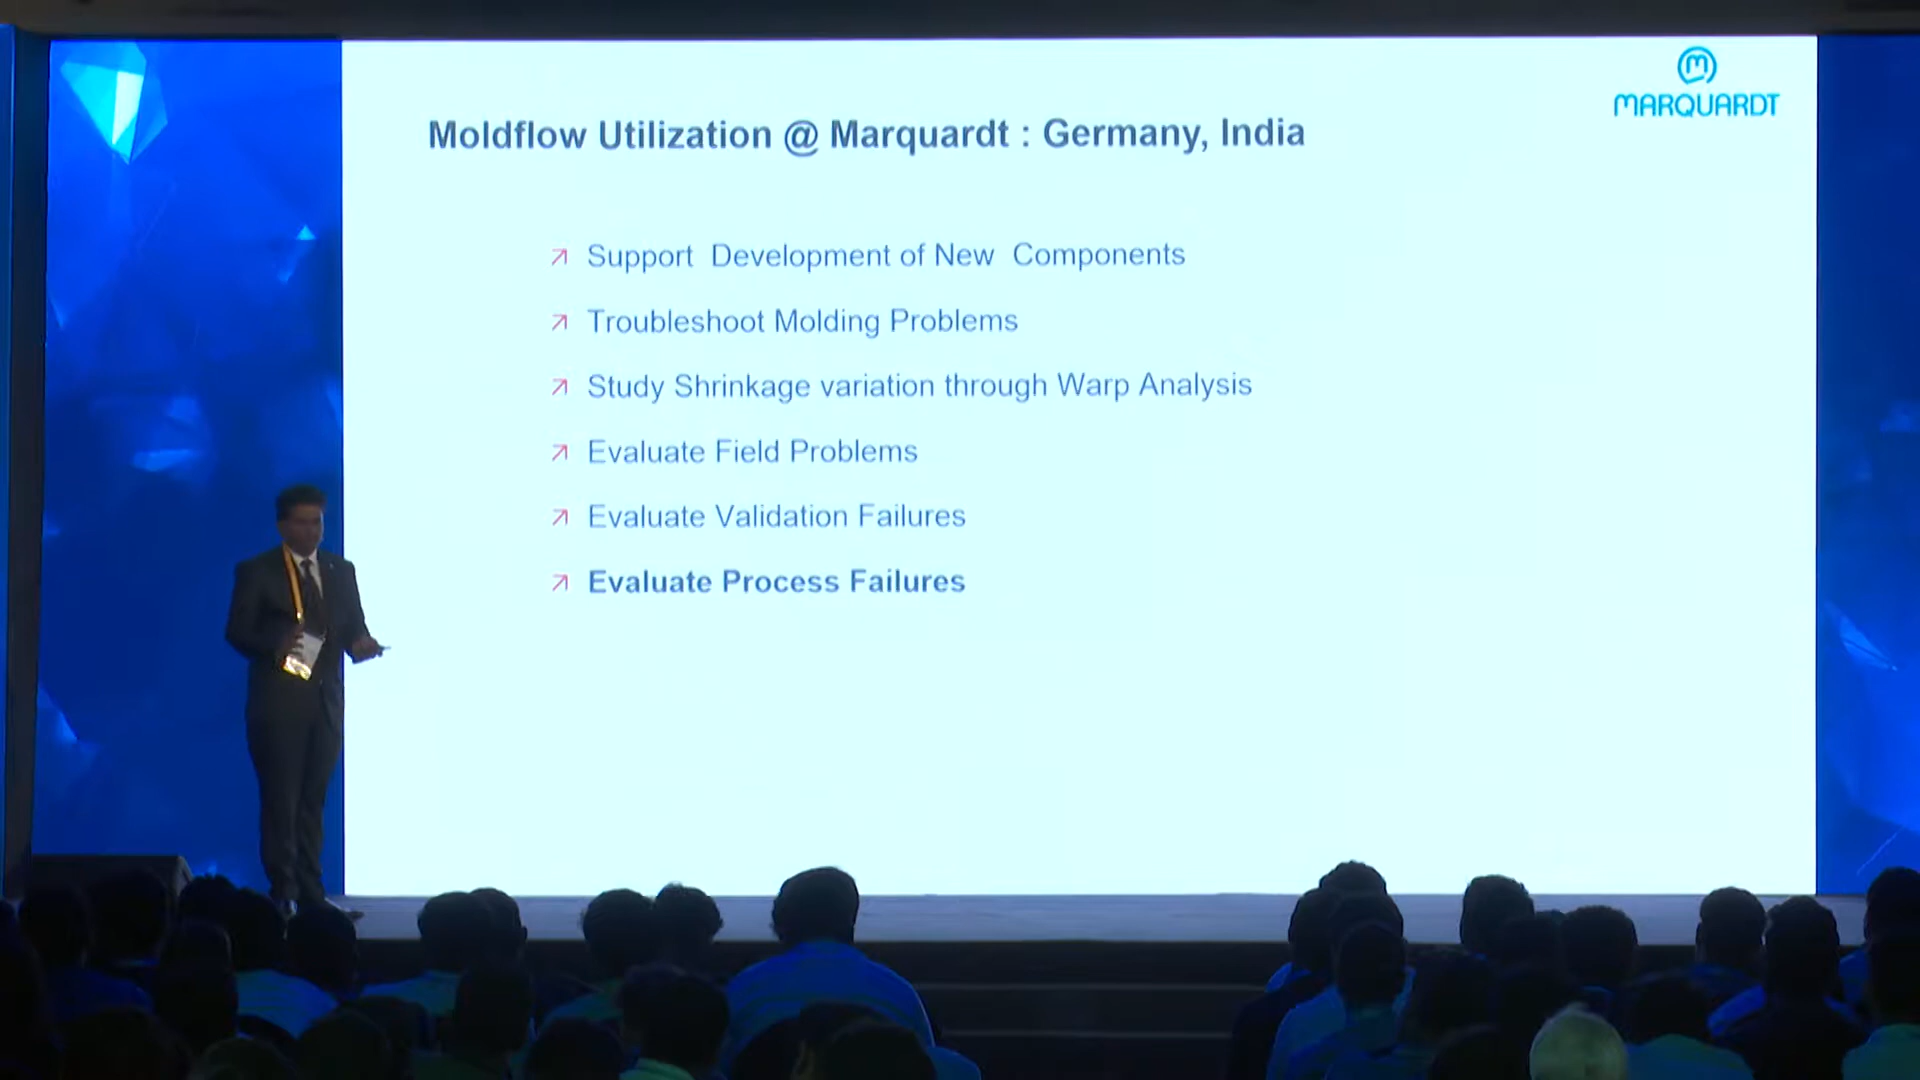 MARQUARDT
Moldflow Utilization @ Marquardt : Germany, India
Support Development of New Components
Troubleshoot Molding Problems
Study Shrinkage variation through Warp Analysis
Evaluate Field Problems
Evaluate Validation Failures
Evaluate Process Failures